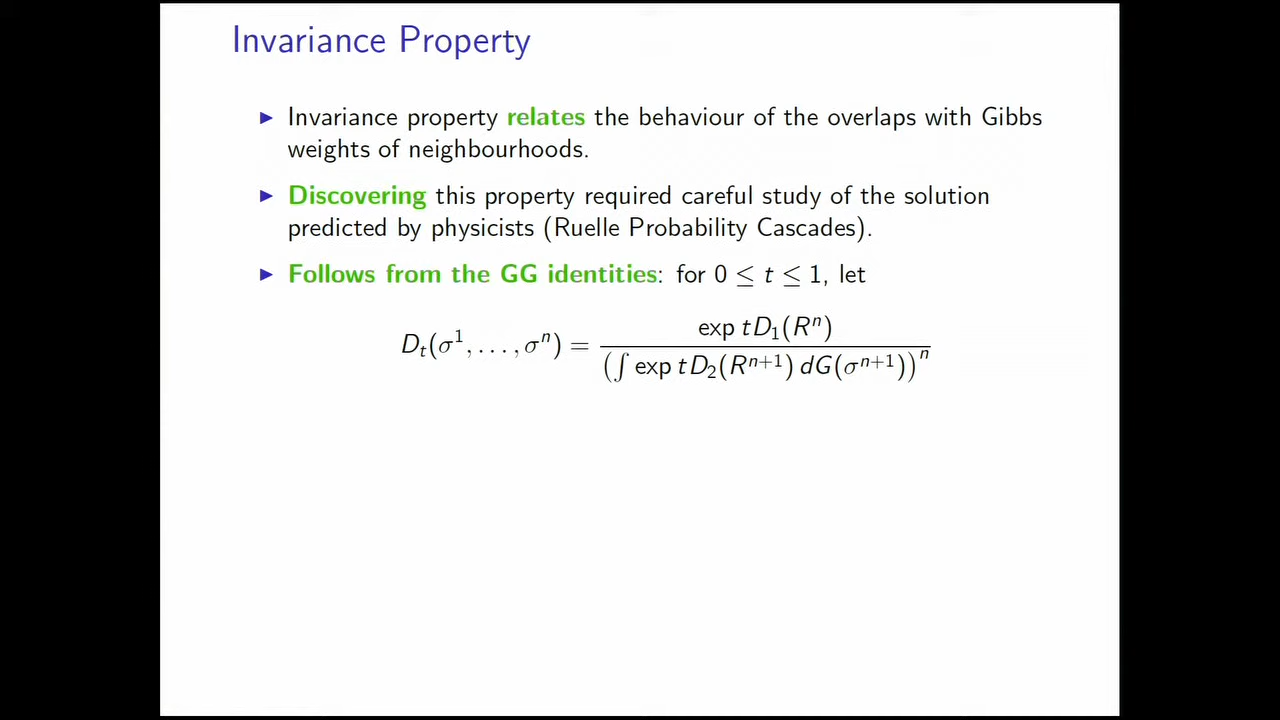 Invariance Property
▶ Invariance property relates the behaviour of the overlaps with Gibbs
weights of neighbourhoods.
▶ Discovering this property required careful study of the solution
predicted by physicists (Ruelle Probability Cascades).
▶ Follows from the GG identities: for 0 ≤ t ≤ 1, let
D_t(σ^1, . . . , σ^n) = exp tD_1(R^n) / (∫ exp tD_2(R^{n+1}) dG(σ^{n+1}))^n